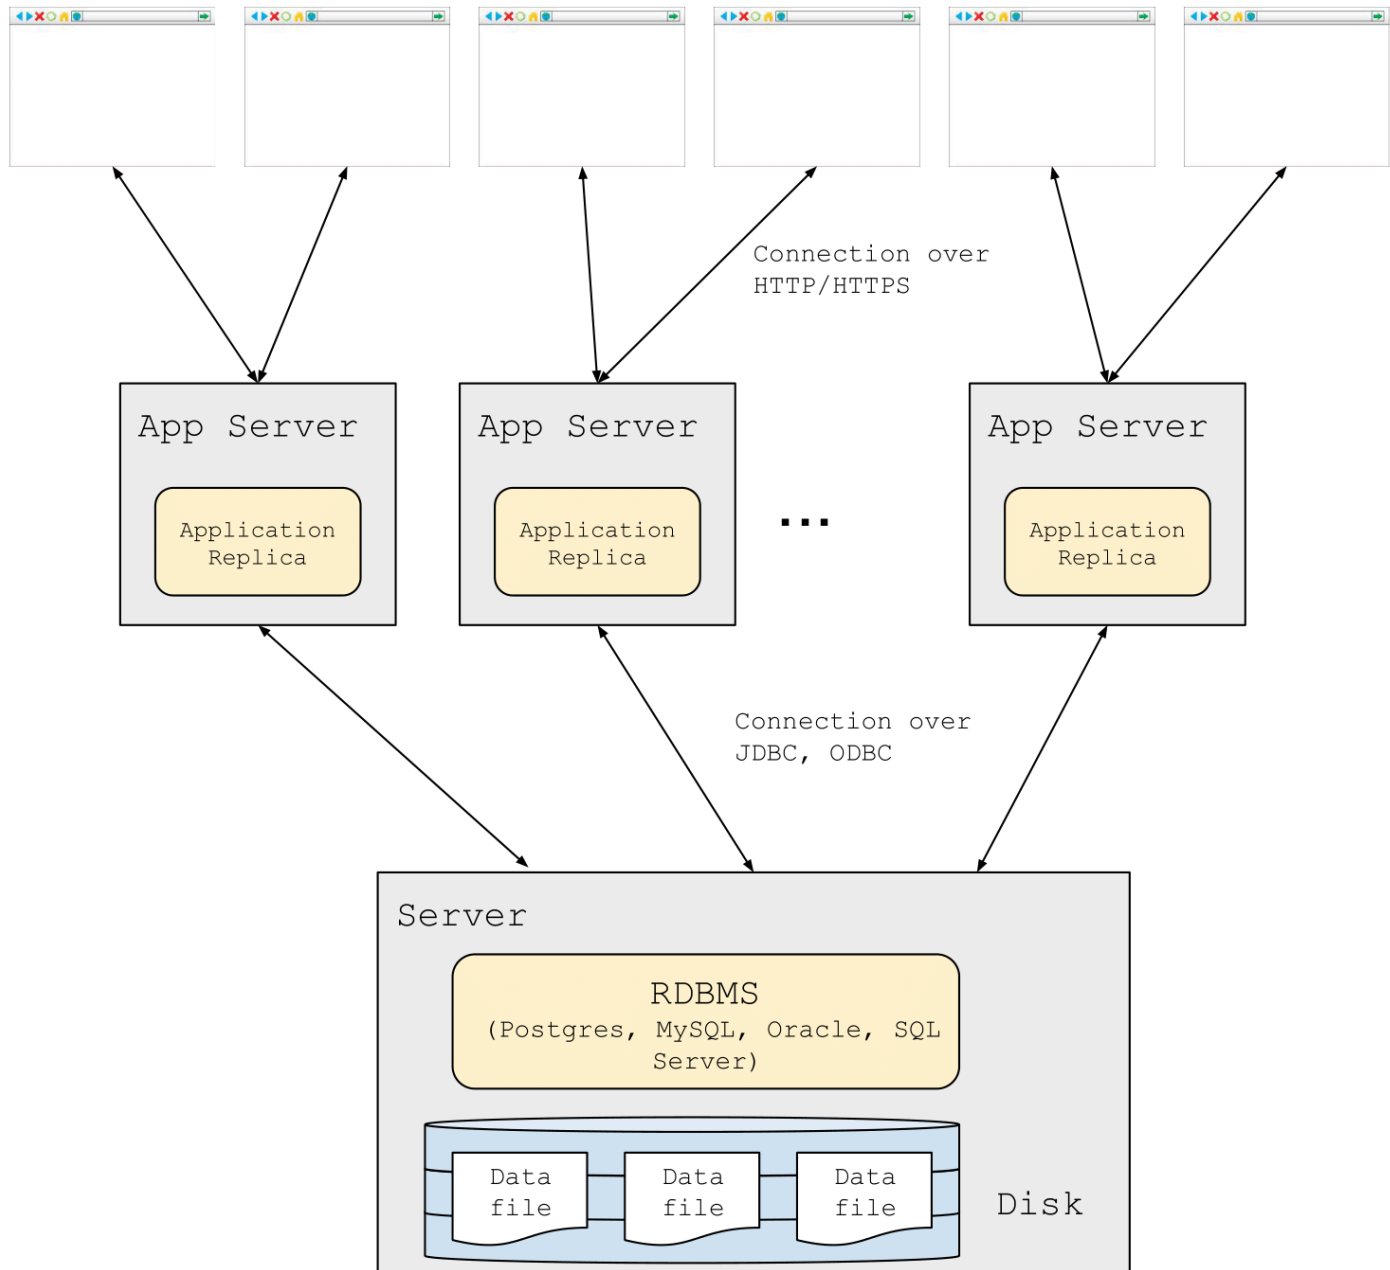 Connection over
HTTP/HTTPS
App Server
App Server
App Server
Application
Replica
Application
Replica
...
Application
Replica
Connection over
JDBC, ODBC
Server
RDBMS
(Postgres, MySQL, Oracle, SQL
Server)
Data
file
Data
file
Data
file
Disk